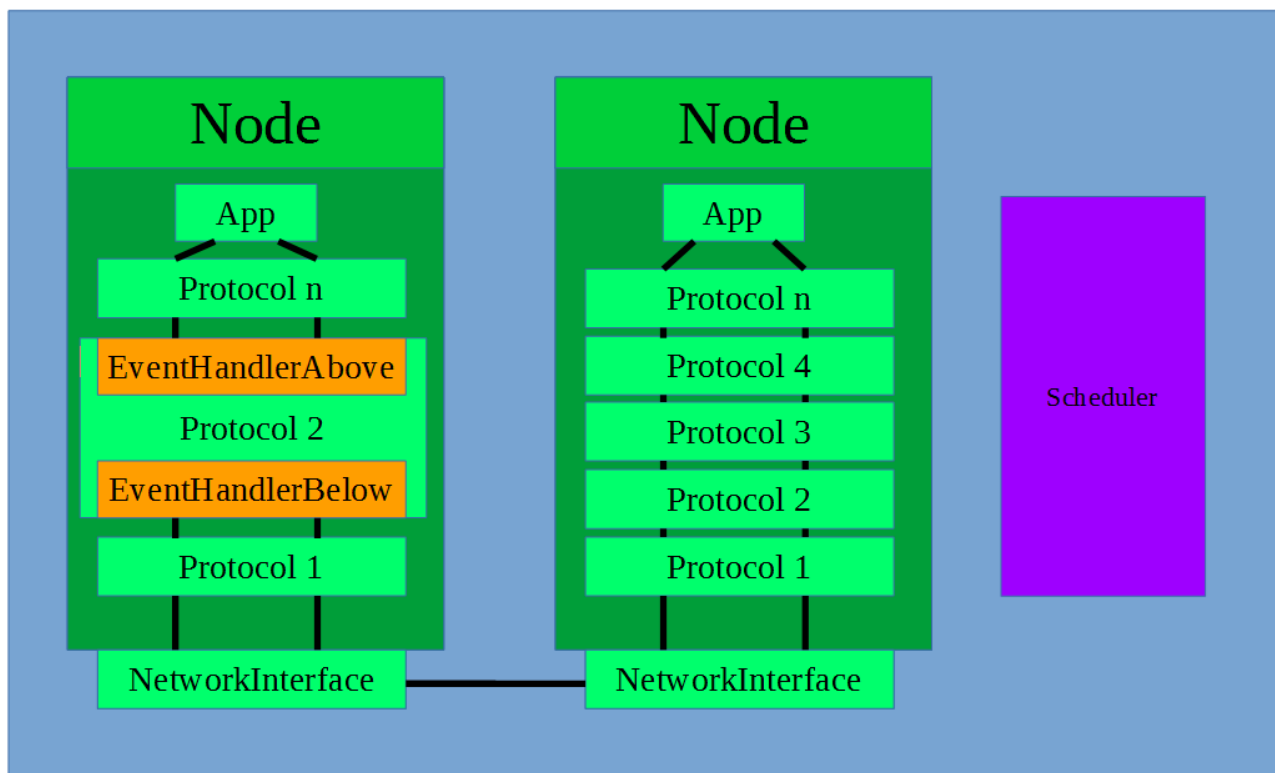 Node
App
Protocol n
EventHandlerAbove
Protocol 2
EventHandlerBelow
Protocol 1
NetworkInterface
Node
App
Protocol n
Protocol 4
Protocol 3
Protocol 2
Protocol 1
NetworkInterface
Scheduler